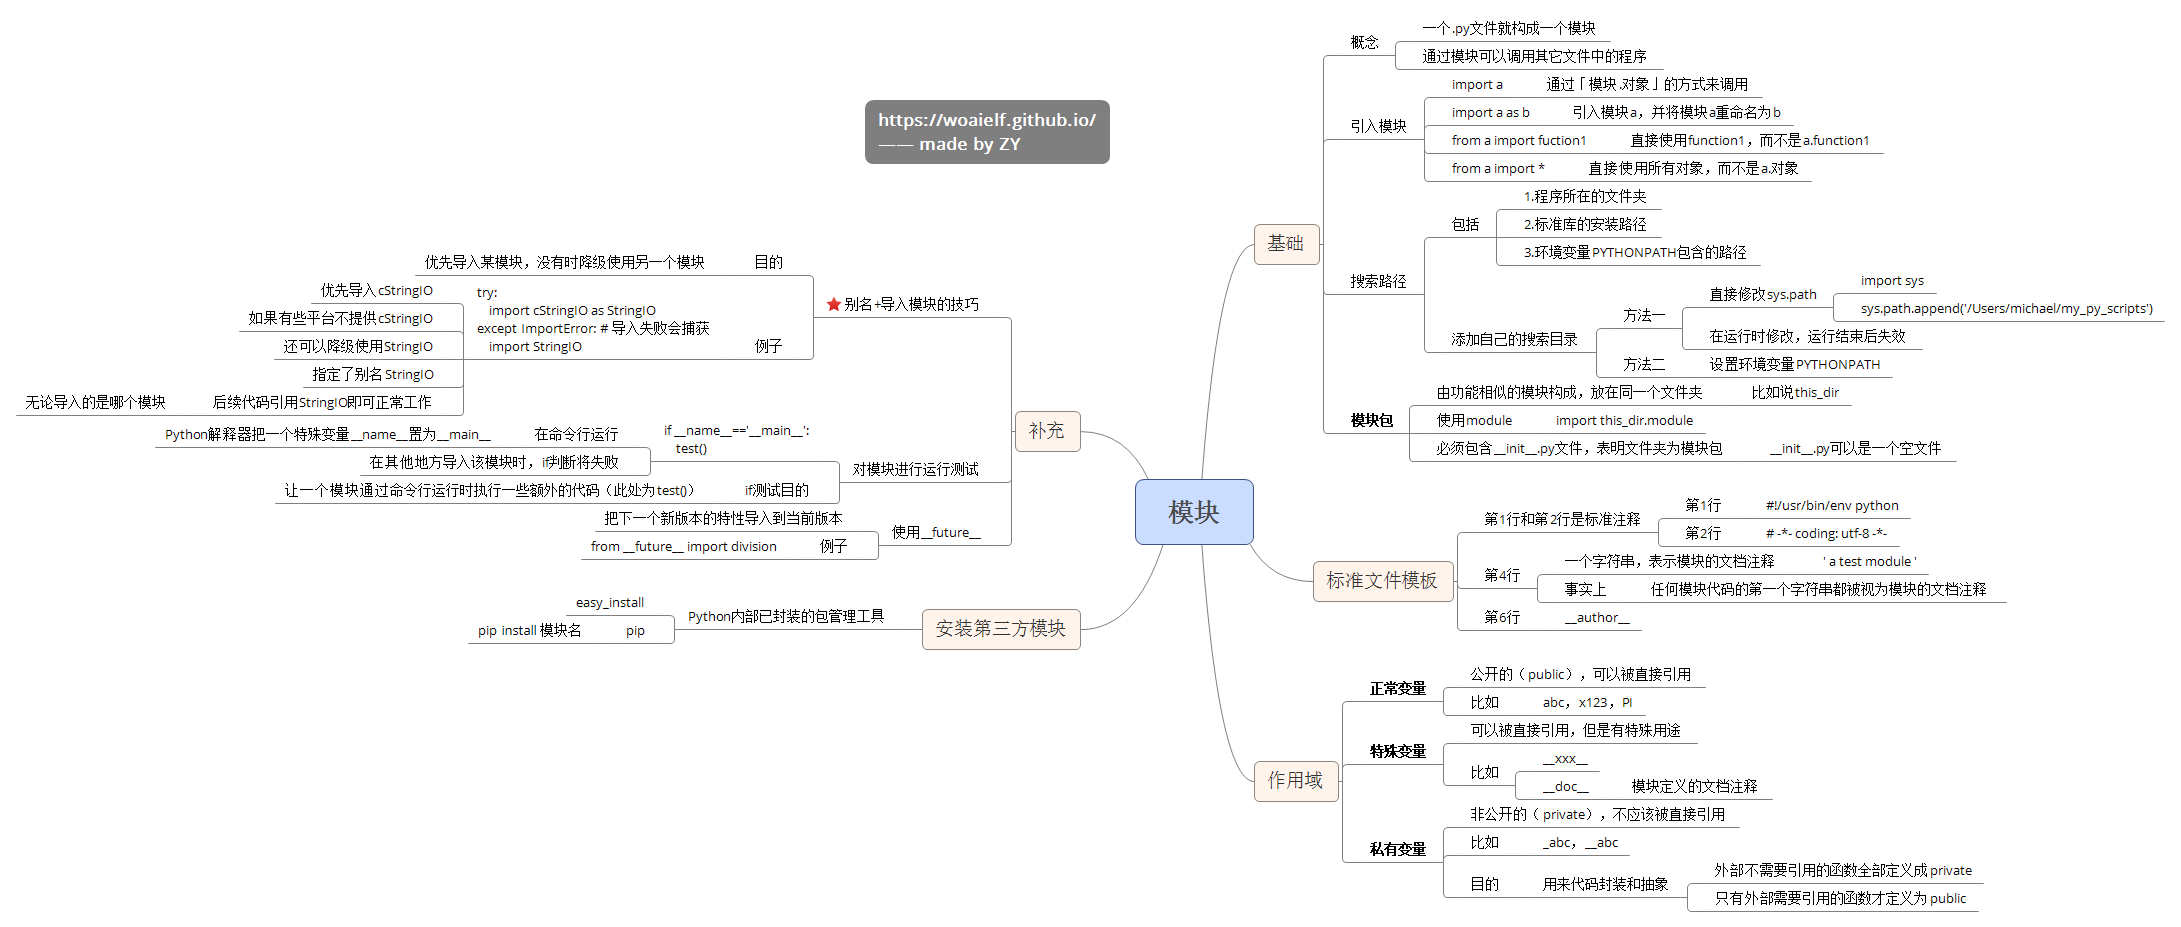 https://woaielf.github.io/
—— made by ZY
模块
基础
概念
一个.py文件就构成一个模块
通过模块可以调用其它文件中的程序
引入模块
import a
通过「模块.对象」的方式来调用
import a as b
引入模块a，并将模块a重命名为b
from a import fuction1
直接使用function1，而不是a.function1
from a import *
直接使用所有对象，而不是a.对象
搜索路径
包括
1.程序所在的文件夹
2.标准库的安装路径
3.环境变量PYTHONPATH包含的路径
添加自己的搜索目录
方法一
直接修改sys.path
import sys
sys.path.append('/Users/michael/my_py_scripts')
在运行时修改，运行结束后失效
方法二
设置环境变量PYTHONPATH
模块包
由功能相似的模块构成，放在同一个文件夹
比如说this_dir
使用module
import this_dir.module
必须包含__init__.py文件，表明文件夹为模块包
__init__.py可以是一个空文件
标准文件模板
第1行和第2行是标准注释
第1行
#!/usr/bin/env python
第2行
# -*- coding: utf-8 -*-
第4行
一个字符串，表示模块的文档注释
' a test module '
事实上
任何模块代码的第一个字符串都被视为模块的文档注释
第6行
__author__
作用域
正常变量
公开的（public），可以被直接引用
比如
abc，x123，PI
特殊变量
可以被直接引用，但是有特殊用途
比如
__xxx__
__doc__
模块定义的文档注释
私有变量
非公开的（private），不应该被直接引用
比如
_abc，__abc
目的
用来代码封装和抽象
外部不需要引用的函数全部定义成private
只有外部需要引用的函数才定义为public
补充
别名+导入模块的技巧
目的
优先导入某模块，没有时降级使用另一个模块
例子
try:
import cStringIO as StringIO
except ImportError: # 导入失败会捕获
import StringIO
优先导入cStringIO
如果有些平台不提供cStringIO
还可以降级使用StringIO
指定了别名StringIO
后续代码引用StringIO即可正常工作
无论导入的是哪个模块
对模块进行运行测试
if __name__=='__main__':
test()
在命令行运行
Python解释器把一个特殊变量__name__置为__main__
在其他地方导入该模块时，if判断将失败
if测试目的
让一个模块通过命令行运行时执行一些额外的代码（此处为test()）
使用__future__
把下一个新版本的特性导入到当前版本
例子
from __future__ import division
安装第三方模块
Python内部已封装的包管理工具
easy_install
pip
pip install 模块名